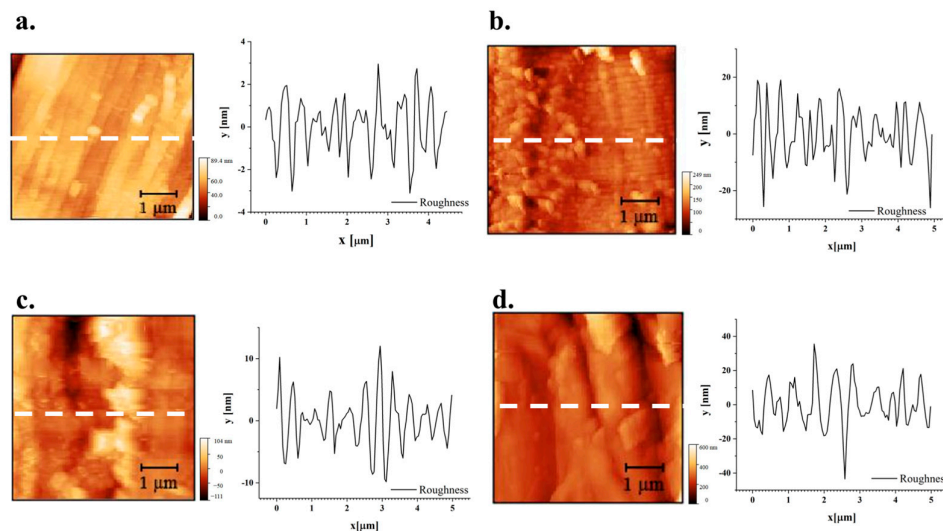 a.
89.4 nm
60.0
40.0
0.0
1 μm
4
2
0
-2
-4
y [nm]
0 1 2 3 4 5
x [μm]
Roughness
b.
249 nm
200
150
100
0
1 μm
20
0
-20
y [nm]
0 1 2 3 4 5
x[μm]
Roughness
c.
104 nm
50
0
-50
-111
1 μm
10
0
-10
y [nm]
0 1 2 3 4 5
x[μm]
Roughness
d.
600 nm
400
200
0
1 μm
40
20
0
-20
-40
y [nm]
0 1 2 3 4 5
x[μm]
Roughness